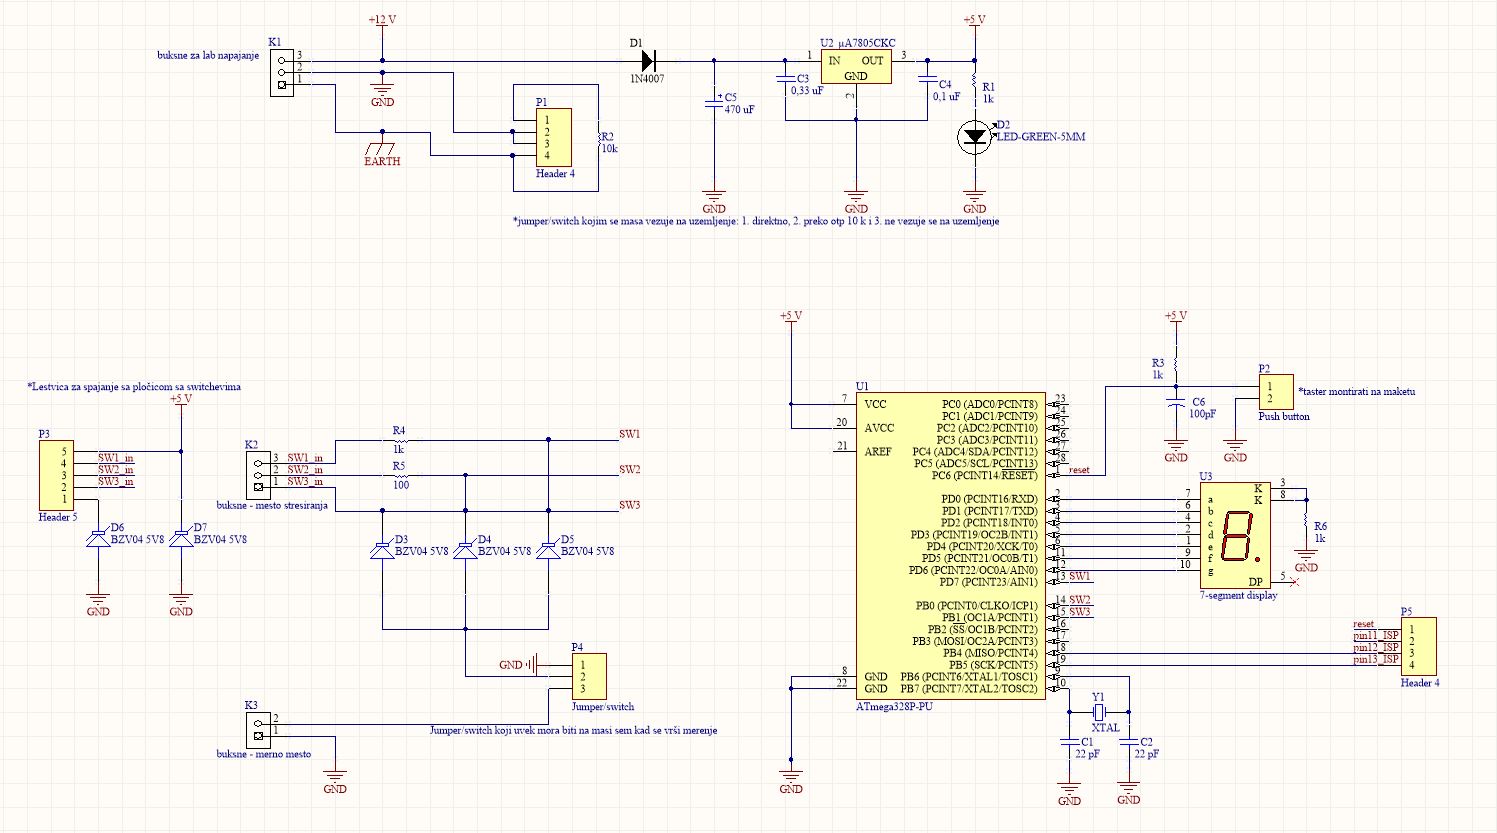 +12 V
K1
buksne za lab napajanje
3
2
1
GND
EARTH
P1
1
2
3
4
Header 4
R2
10k
D1
1N4007
C5
470 uF
GND
C3
0,33 uF
U2 µA7805CKC
1
IN OUT
3
GND
2
GND
C4
0,1 uF
+5 V
R1
1k
D2
LED-GREEN-5MM
GND
*jumper/switch kojim se masa vezuje na uzemljenje: 1. direktno, 2. preko otp 10 k i 3. ne vezuje se na uzemljenje
*Lestvica za spajanje sa pločicom sa switchevima
+5 V
P3
5
4
3
2
1
SW1_in
SW2_in
SW3_in
Header 5
D6
BZV04 5V8
D7
BZV04 5V8
GND
GND
K2
3
2
1
SW1_in
SW2_in
SW3_in
buksne - mesto stresiranja
R4
1k
R5
100
SW1
SW2
SW3
D3
BZV04 5V8
D4
BZV04 5V8
D5
BZV04 5V8
GND
P4
1
2
3
Jumper/switch
Jumper/switch koji uvek mora biti na masi sem kad se vrši merenje
K3
2
1
buksne - merno mesto
GND
+5 V
U1
7 VCC
20 AVCC
21 AREF
8 GND
22 GND
GND
PC0 (ADC0/PCINT8) 23
PC1 (ADC1/PCINT9) 24
PC2 (ADC2/PCINT10) 25
PC3 (ADC3/PCINT11) 26
PC4 (ADC4/SDA/PCINT12) 27
PC5 (ADC5/SCL/PCINT13) 28
PC6 (PCINT14/RESET) 1 reset
PD0 (PCINT16/RXD) 2
PD1 (PCINT17/TXD) 3
PD2 (PCINT18/INT0) 4
PD3 (PCINT19/OC2B/INT1) 5
PD4 (PCINT20/XCK/T0) 6
PD5 (PCINT21/OC0B/T1) 11
PD6 (PCINT22/OC0A/AIN0) 12
PD7 (PCINT23/AIN1) 13 SW1
PB0 (PCINT0/CLKO/ICP1) 14 SW2
PB1 (OC1A/PCINT1) 15 SW3
PB2 (SS/OC1B/PCINT2) 16
PB3 (MOSI/OC2A/PCINT3) 17
PB4 (MISO/PCINT4) 18
PB5 (SCK/PCINT5) 19
PB6 (PCINT6/XTAL1/TOSC1) 9
PB7 (PCINT7/XTAL2/TOSC2) 10
ATmega328P-PU
Y1
XTAL
C1
22 pF
C2
22 pF
GND
GND
+5 V
R3
1k
C6
100pF
GND
GND
P2
1
2
Push button
*taster montirati na maketu
U3
7 a
6 b
4 c
2 d
1 e
9 f
10 g
K 3
K 8
DP 5
7-segment display
R6
1k
GND
P5
reset 1
pin11_ISP 2
pin12_ISP 3
pin13_ISP 4
Header 4